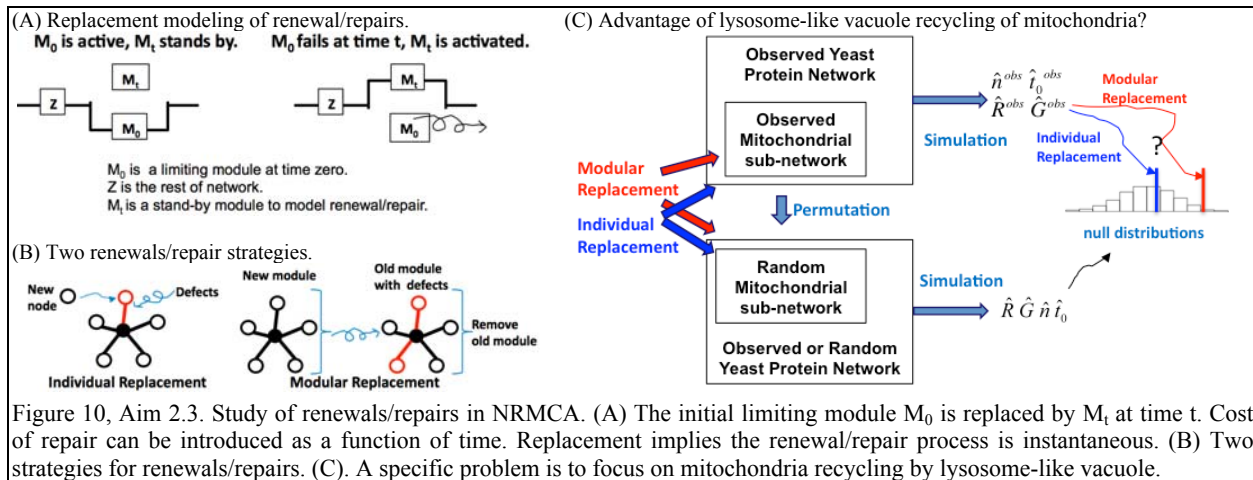 (A) Replacement modeling of renewal/repairs.
M0 is active, Mt stands by.
M0 fails at time t, Mt is activated.
Mt
Z
M0
Mt
Z
M0
M0 is a limiting module at time zero.
Z is the rest of network.
Mt is a stand-by module to model renewal/repair.
(B) Two renewals/repair strategies.
New
node
Defects
Individual Replacement
New module
Old module
with defects
Remove
old module
Modular Replacement
(C) Advantage of lysosome-like vacuole recycling of mitochondria?
Observed Yeast
Protein Network
Observed
Mitochondrial
sub-network
Modular
Replacement
Individual
Replacement
Permutation
Random
Mitochondrial
sub-network
Observed or Random
Yeast Protein Network
Simulation
n̂^obs t̂0^obs
R̂^obs Ĝ^obs
Modular
Replacement
Individual
Replacement
?
null distributions
Simulation
R̂ Ĝ n̂ t̂0
Figure 10, Aim 2.3. Study of renewals/repairs in NRMCA. (A) The initial limiting module M0 is replaced by Mt at time t. Cost
of repair can be introduced as a function of time. Replacement implies the renewal/repair process is instantaneous. (B) Two
strategies for renewals/repairs. (C). A specific problem is to focus on mitochondria recycling by lysosome-like vacuole.